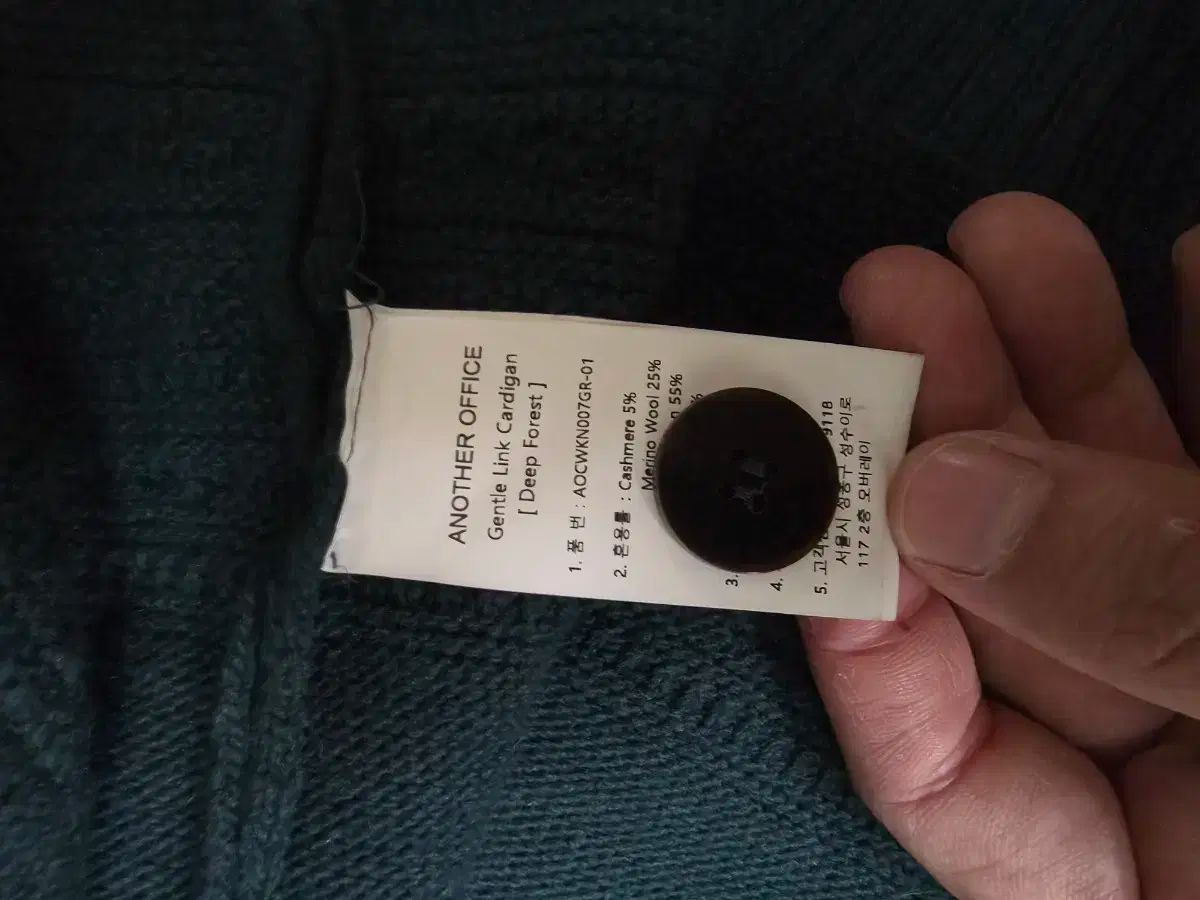 ANOTHER OFFICE
Gentle Link Cardigan
[ Deep Forest ]
1. 품 번 : AOCWKN007GR-01
2. 혼용률 : Cashmere 5%
Merino Wool 25%
55%
3.
4.
5. 9118
서울시 성동구 성수이로
117 2층 오버레이